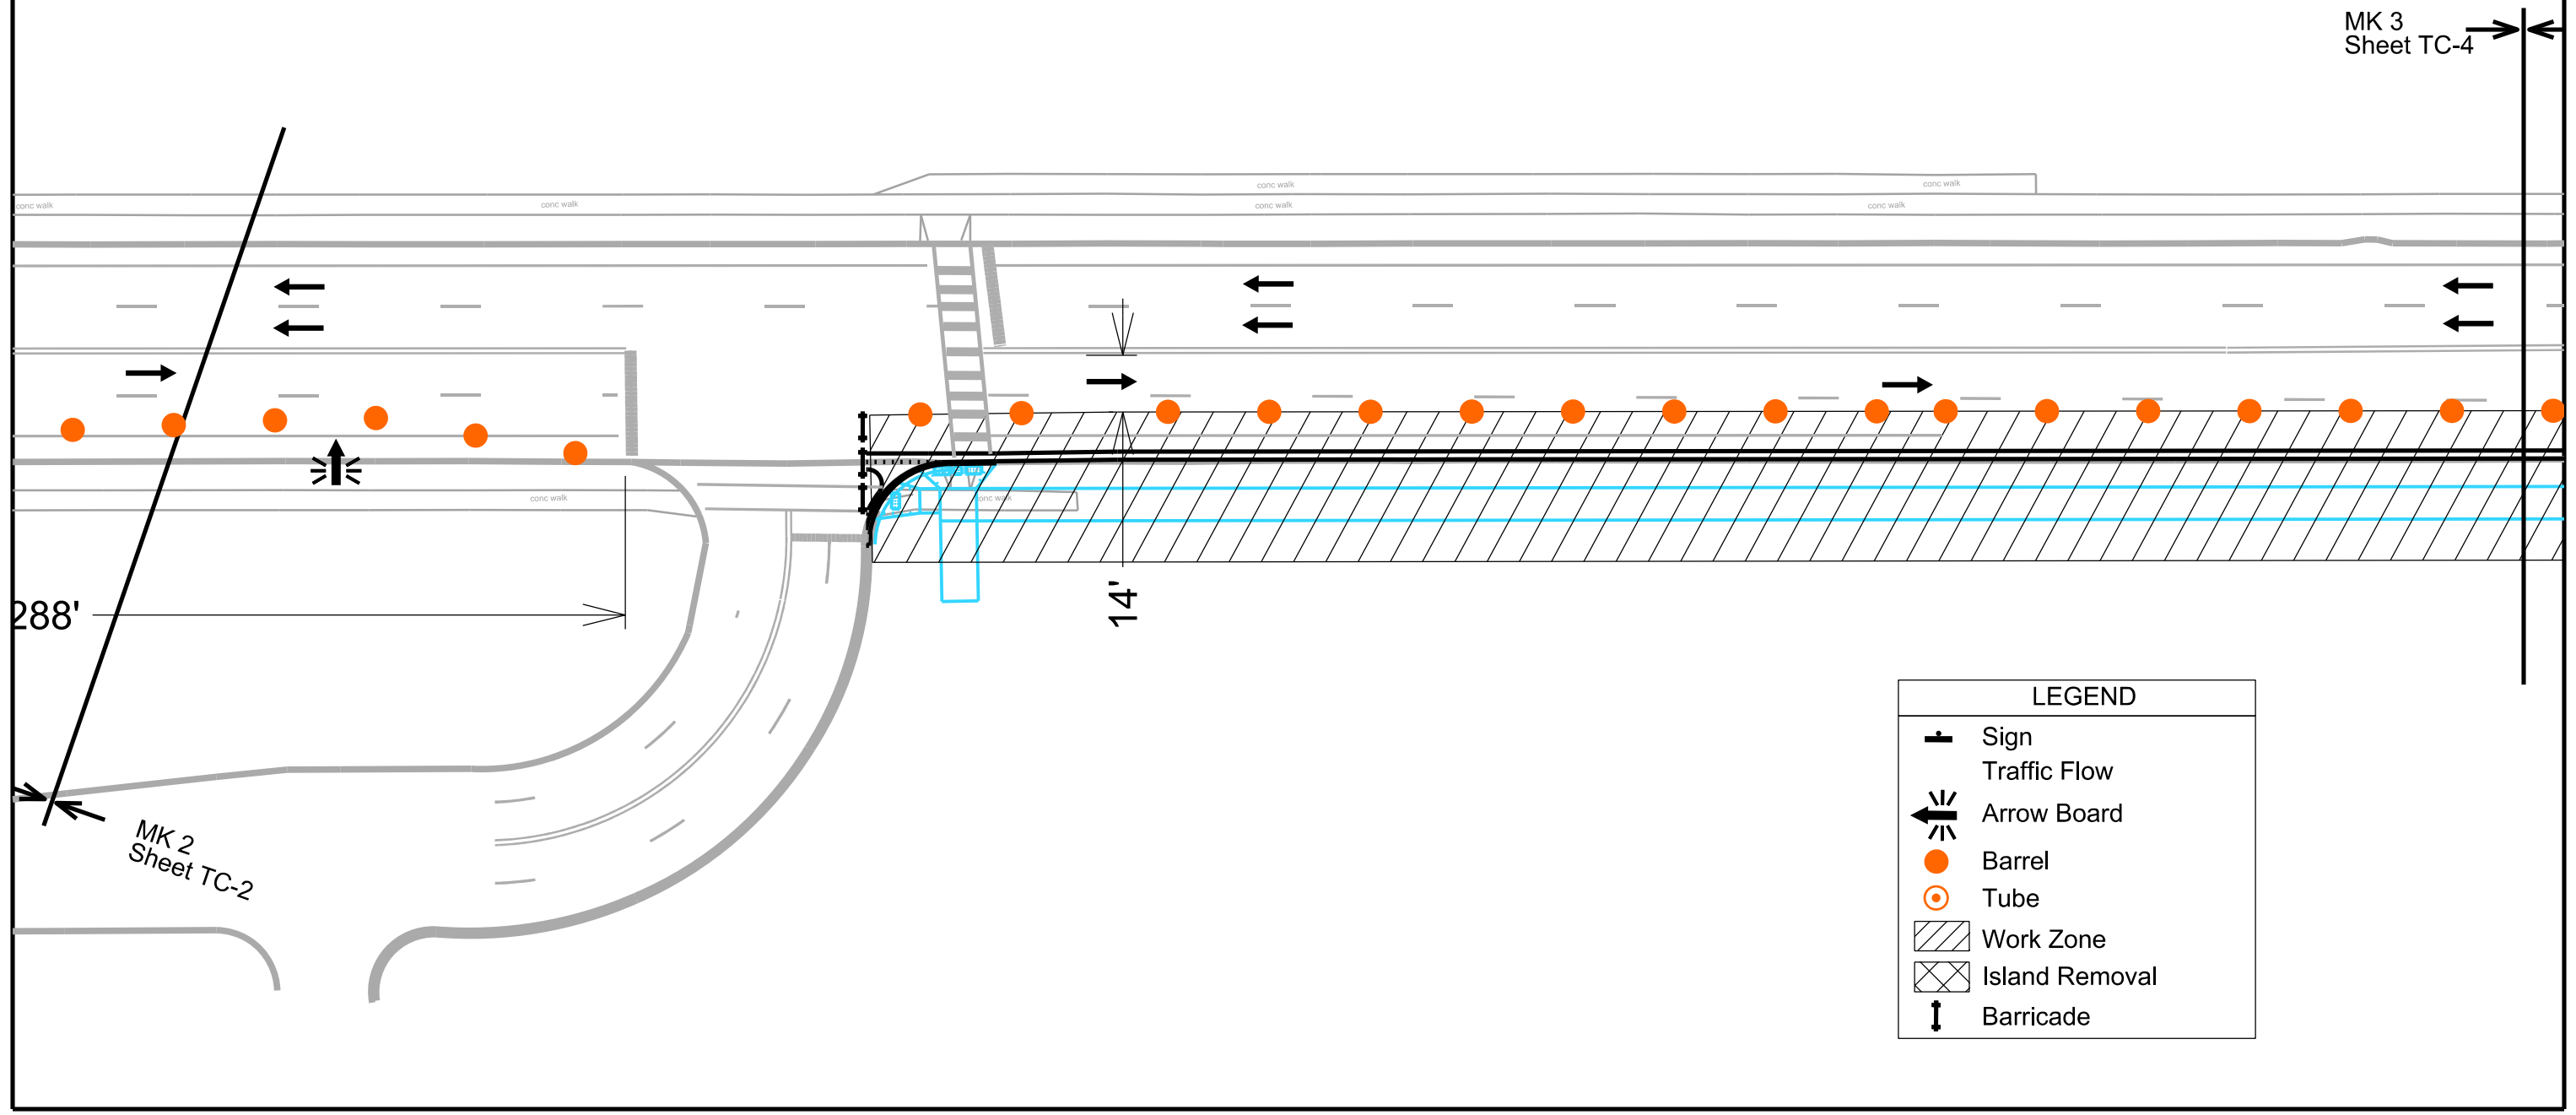 MK 3
Sheet TC-4
conc walk
conc walk
conc walk
conc walk
conc walk
conc walk
conc walk
conc walk
288'
14'
MK 2
Sheet TC-2
LEGEND
Sign
Traffic Flow
Arrow Board
Barrel
Tube
Work Zone
Island Removal
Barricade